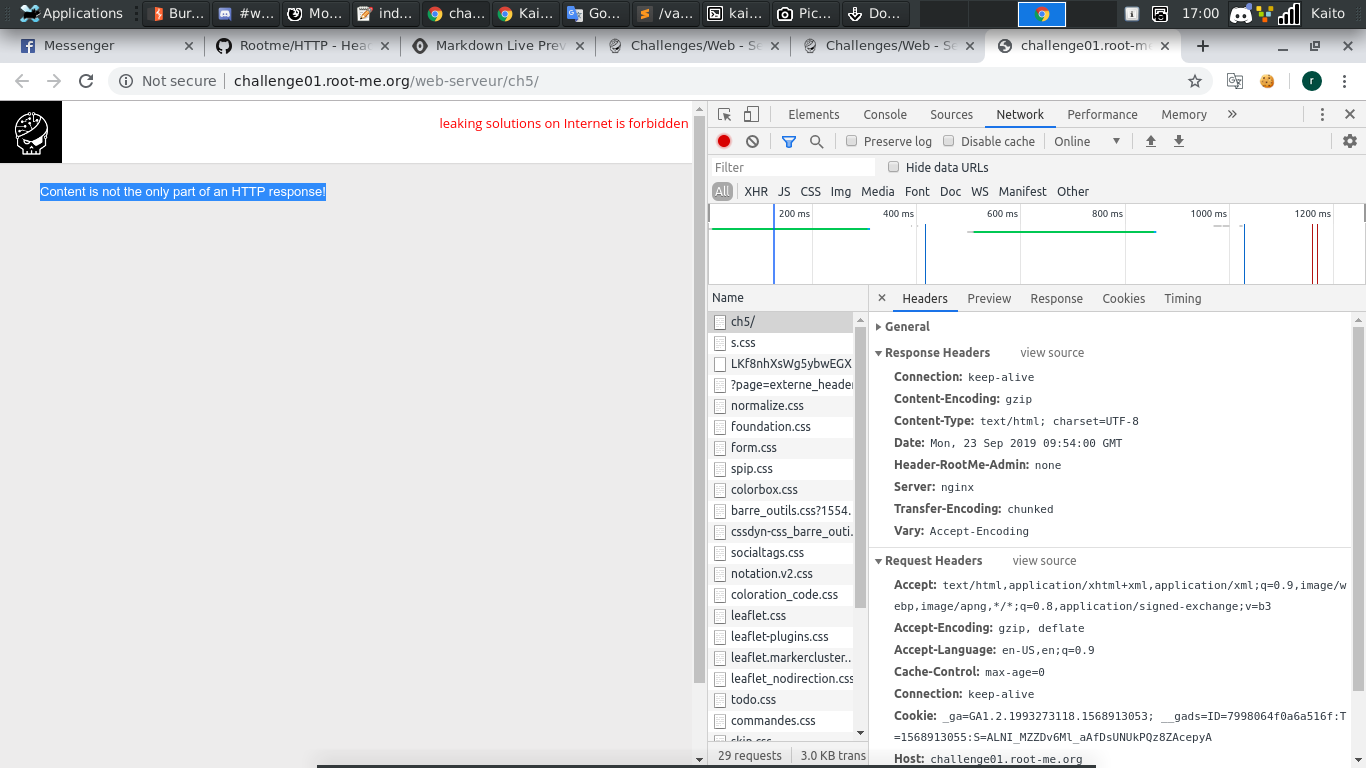 Applications
Bur...
#w...
Mo...
ind...
cha...
Kai...
Go...
/va...
kai...
Pic...
Do...
17:00
Kaito
Messenger
Rootme/HTTP - Head
Markdown Live Prev
Challenges/Web - Se
Challenges/Web - Se
challenge01.root-me
Not secure
challenge01.root-me.org/web-serveur/ch5/
r
leaking solutions on Internet is forbidden
Content is not the only part of an HTTP response!
Elements Console Sources Network Performance Memory
Preserve log Disable cache Online
Filter Hide data URLs
All XHR JS CSS Img Media Font Doc WS Manifest Other
200 ms 400 ms 600 ms 800 ms 1000 ms 1200 ms
Name
ch5/
s.css
LKf8nhXsWg5ybwEGX
?page=externe_header
normalize.css
foundation.css
form.css
spip.css
colorbox.css
barre_outils.css?1554.
cssdyn-css_barre_outi.
socialtags.css
notation.v2.css
coloration_code.css
leaflet.css
leaflet-plugins.css
leaflet.markercluster..
leaflet_nodirection.css
todo.css
commandes.css
skip.css
29 requests 3.0 KB trans
Headers Preview Response Cookies Timing
General
Response Headers view source
Connection: keep-alive
Content-Encoding: gzip
Content-Type: text/html; charset=UTF-8
Date: Mon, 23 Sep 2019 09:54:00 GMT
Header-RootMe-Admin: none
Server: nginx
Transfer-Encoding: chunked
Vary: Accept-Encoding
Request Headers view source
Accept: text/html,application/xhtml+xml,application/xml;q=0.9,image/w
ebp,image/apng,*/*;q=0.8,application/signed-exchange;v=b3
Accept-Encoding: gzip, deflate
Accept-Language: en-US,en;q=0.9
Cache-Control: max-age=0
Connection: keep-alive
Cookie: _ga=GA1.2.1993273118.1568913053; __gads=ID=7998064f0a6a516f:T
=1568913055:S=ALNI_MZZDv6Ml_aAfDsUNUkPQz8ZAcepyA
Host: challenge01.root-me.org